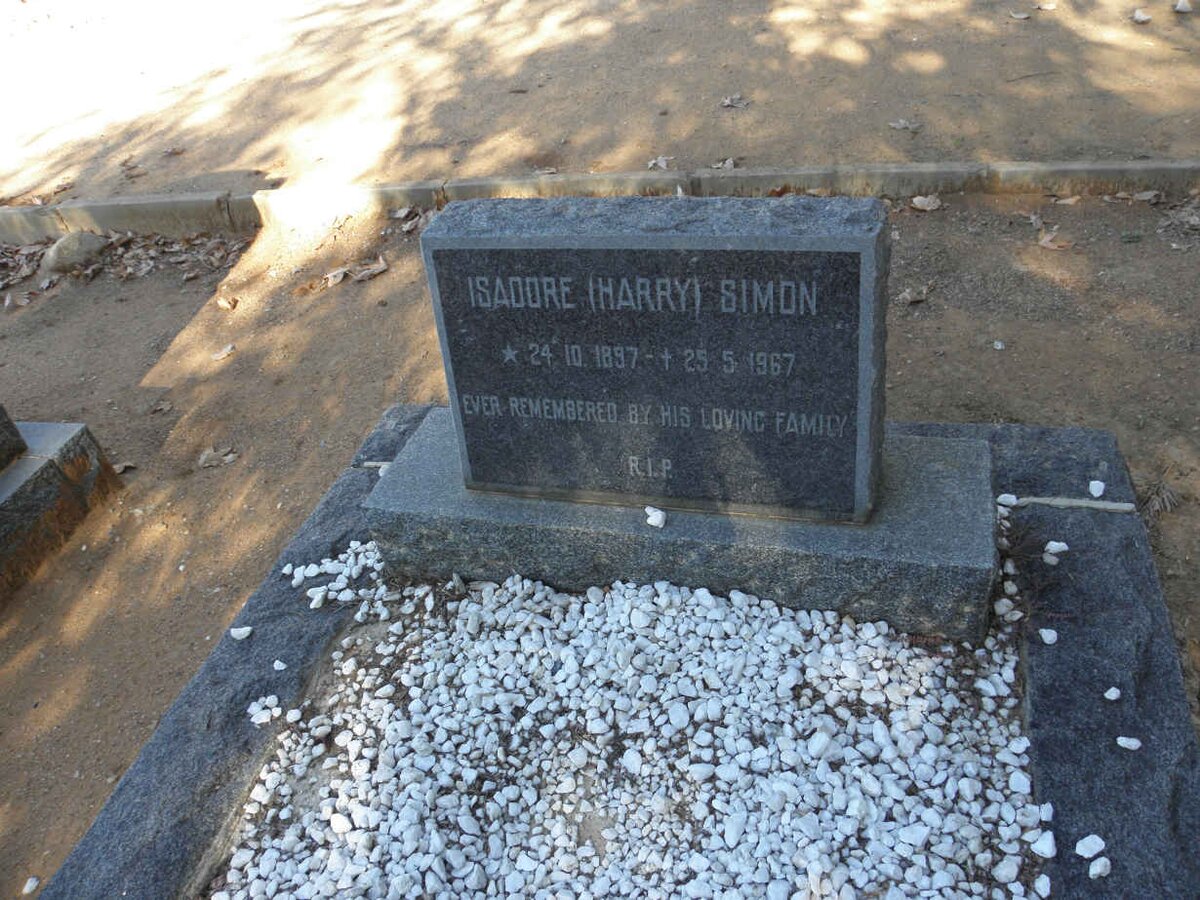 ISADORE (HARRY) SIMON
★ 24 10 1897 - † 25 5 1967
EVER REMEMBERED BY HIS LOVING FAMILY
R.I.P